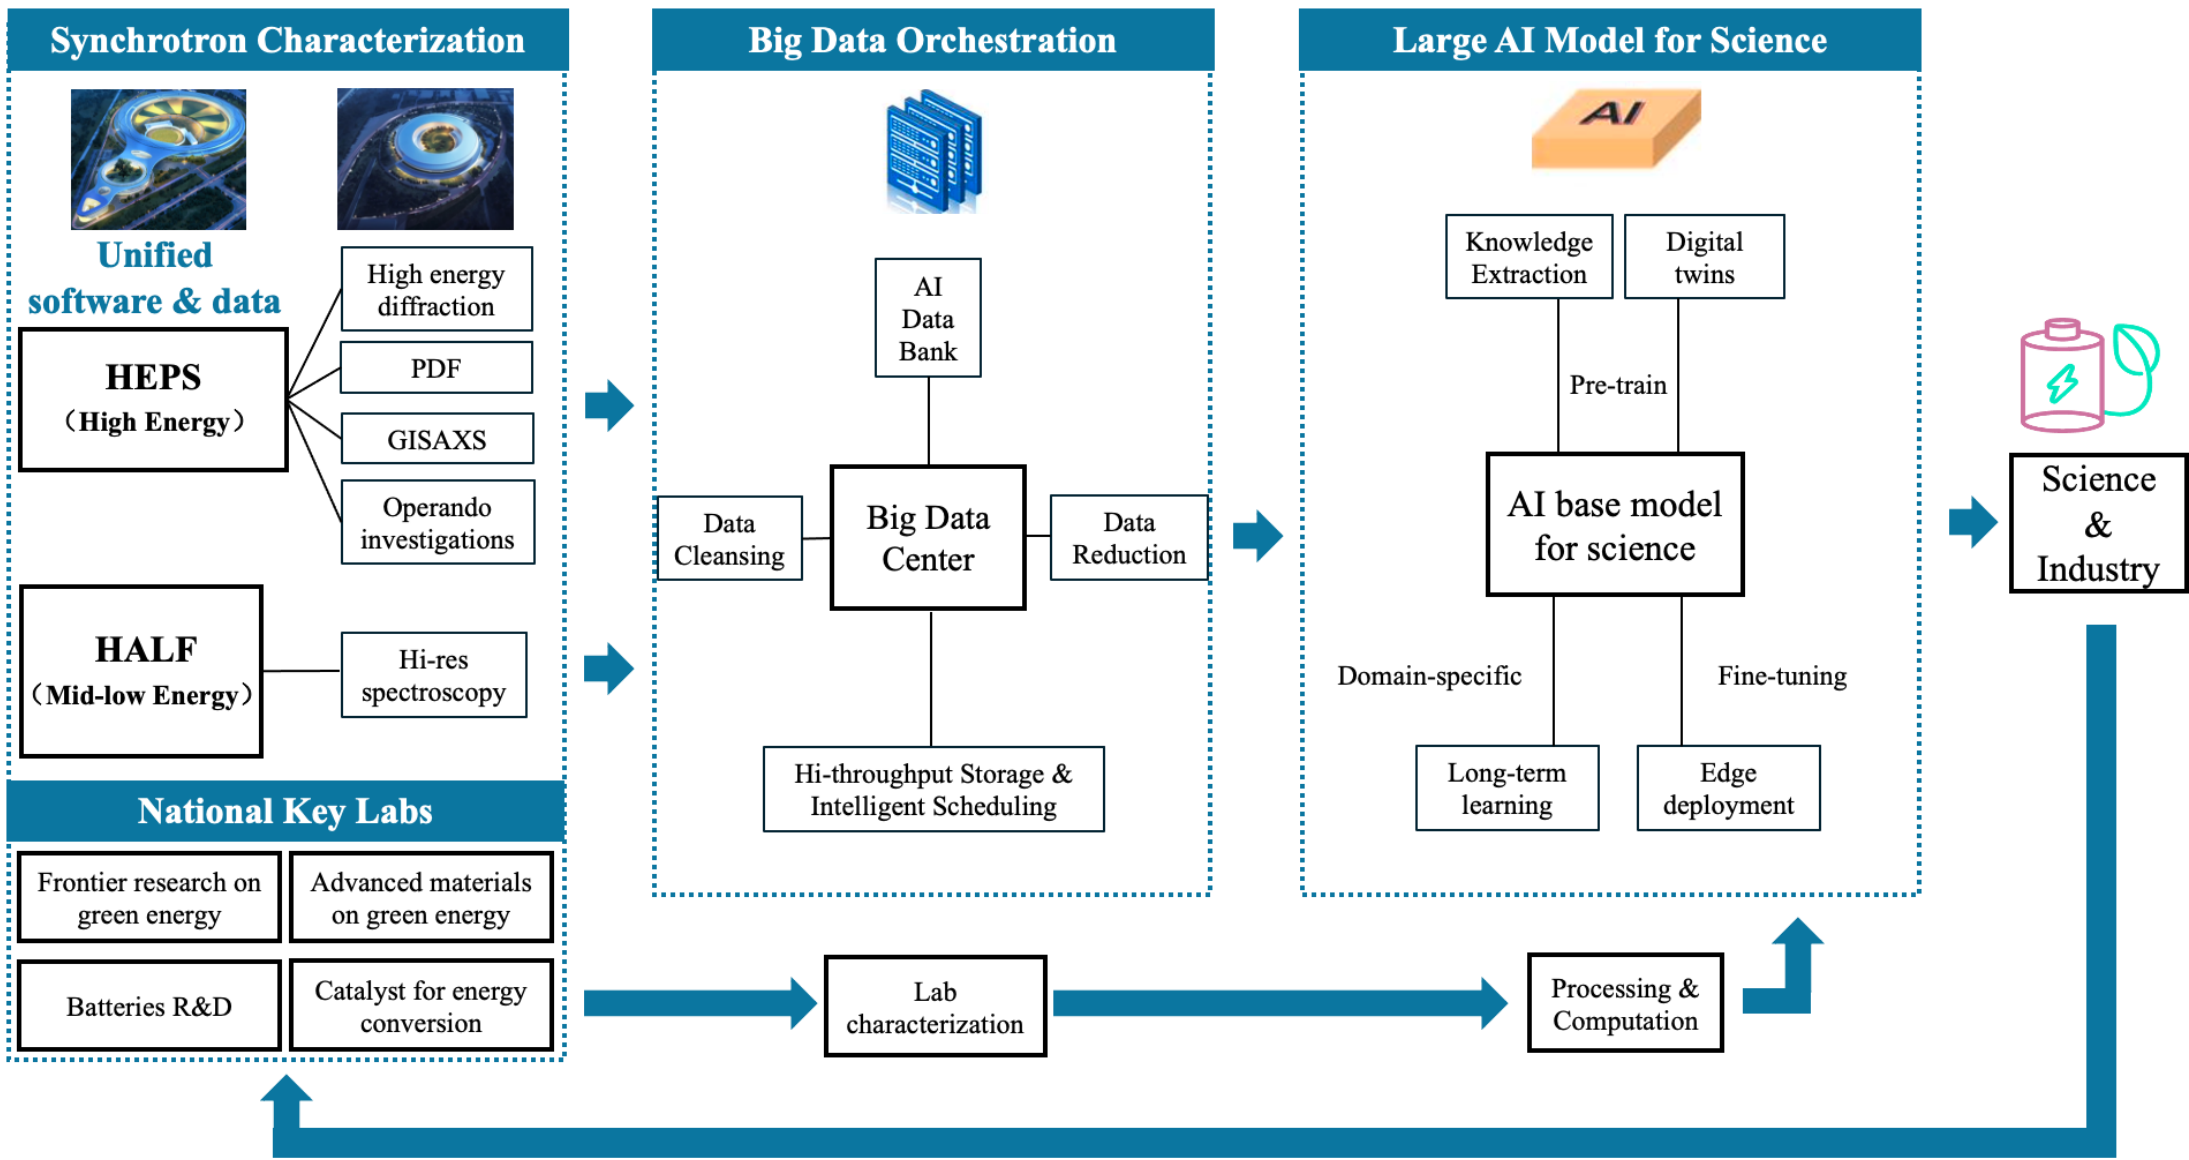 Synchrotron Characterization
Unified
software & data
HEPS
（High Energy）
High energy
diffraction
PDF
GISAXS
Operando
investigations
HALF
（Mid-low Energy）
Hi-res
spectroscopy
National Key Labs
Frontier research on
green energy
Advanced materials
on green energy
Batteries R&D
Catalyst for energy
conversion
Big Data Orchestration
AI
Data
Bank
Data
Cleansing
Big Data
Center
Data
Reduction
Hi-throughput Storage &
Intelligent Scheduling
Lab
characterization
Large AI Model for Science
AI
Knowledge
Extraction
Digital
twins
Pre-train
AI base model
for science
Domain-specific
Fine-tuning
Long-term
learning
Edge
deployment
Processing &
Computation
Science
&
Industry